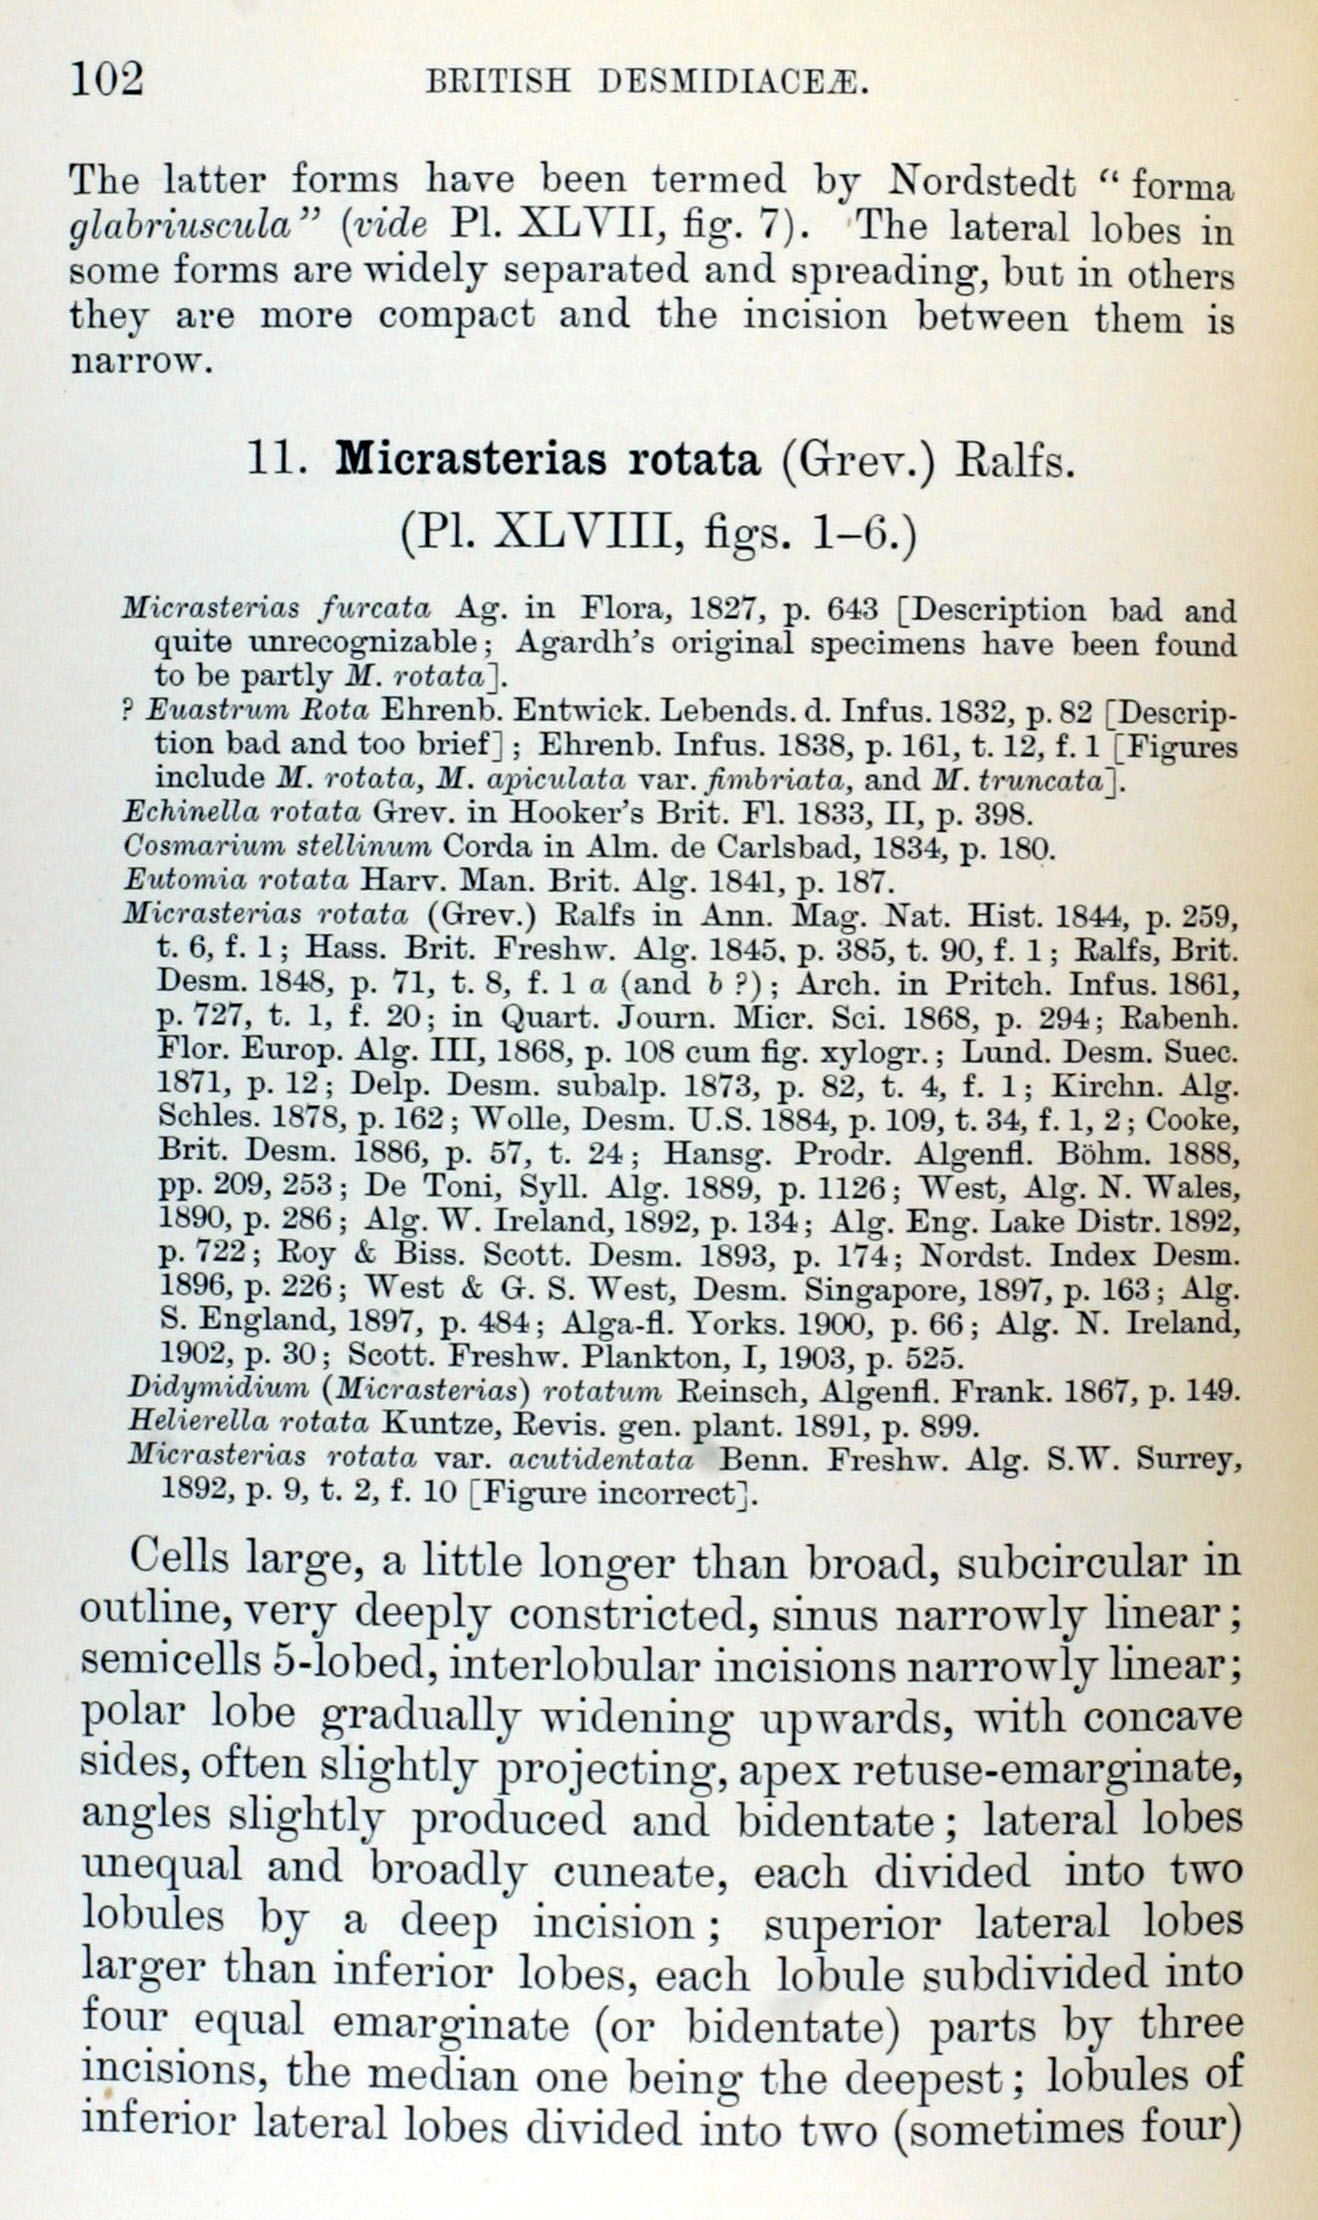 102 BRITISH DESMIDIACEÆ.
The latter forms have been termed by Nordstedt “ forma
glabriuscula” (vide Pl. XLVII, fig. 7). The lateral lobes in
some forms are widely separated and spreading, but in others
they are more compact and the incision between them is
narrow.
11. Micrasterias rotata (Grev.) Ralfs.
(Pl. XLVIII, figs. 1–6.)
Micrasterias furcata Ag. in Flora, 1827, p. 643 [Description bad and
quite unrecognizable; Agardh's original specimens have been found
to be partly M. rotata].
? Euastrum Rota Ehrenb. Entwick. Lebends. d. Infus. 1832, p. 82 [Descrip-
tion bad and too brief]; Ehrenb. Infus. 1838, p. 161, t. 12, f. 1 [Figures
include M. rotata, M. apiculata var. fimbriata, and M. truncata].
Echinella rotata Grev. in Hooker's Brit. Fl. 1833, II, p. 398.
Cosmarium stellinum Corda in Alm. de Carlsbad, 1834, p. 180.
Eutomia rotata Harv. Man. Brit. Alg. 1841, p. 187.
Micrasterias rotata (Grev.) Ralfs in Ann. Mag. Nat. Hist. 1844, p. 259,
t. 6, f. 1; Hass. Brit. Freshw. Alg. 1845, p. 385, t. 90, f. 1; Ralfs, Brit.
Desm. 1848, p. 71, t. 8, f. 1 a (and b ?); Arch. in Pritch. Infus. 1861,
p. 727, t. 1, f. 20; in Quart. Journ. Micr. Sci. 1868, p. 294; Rabenh.
Flor. Europ. Alg. III, 1868, p. 108 cum fig. xylogr.; Lund. Desm. Suec.
1871, p. 12; Delp. Desm. subalp. 1873, p. 82, t. 4, f. 1; Kirchn. Alg.
Schles. 1878, p. 162; Wolle, Desm. U.S. 1884, p. 109, t. 34, f. 1, 2; Cooke,
Brit. Desm. 1886, p. 57, t. 24; Hansg. Prodr. Algenfl. Böhm. 1888,
pp. 209, 253; De Toni, Syll. Alg. 1889, p. 1126; West, Alg. N. Wales,
1890, p. 286; Alg. W. Ireland, 1892, p. 134; Alg. Eng. Lake Distr. 1892,
p. 722; Roy & Biss. Scott. Desm. 1893, p. 174; Nordst. Index Desm.
1896, p. 226; West & G. S. West, Desm. Singapore, 1897, p. 163; Alg.
S. England, 1897, p. 484; Alga-fl. Yorks. 1900, p. 66; Alg. N. Ireland,
1902, p. 30; Scott. Freshw. Plankton, I, 1903, p. 525.
Didymidium (Micrasterias) rotatum Reinsch, Algenfl. Frank. 1867, p. 149.
Helierella rotata Kuntze, Revis. gen. plant. 1891, p. 899.
Micrasterias rotata var. acutidentata Benn. Freshw. Alg. S.W. Surrey,
1892, p. 9, t. 2, f. 10 [Figure incorrect].
Cells large, a little longer than broad, subcircular in
outline, very deeply constricted, sinus narrowly linear;
semicells 5-lobed, interlobular incisions narrowly linear;
polar lobe gradually widening upwards, with concave
sides, often slightly projecting, apex retuse-emarginate,
angles slightly produced and bidentate; lateral lobes
unequal and broadly cuneate, each divided into two
lobules by a deep incision; superior lateral lobes
larger than inferior lobes, each lobule subdivided into
four equal emarginate (or bidentate) parts by three
incisions, the median one being the deepest; lobules of
inferior lateral lobes divided into two (sometimes four)